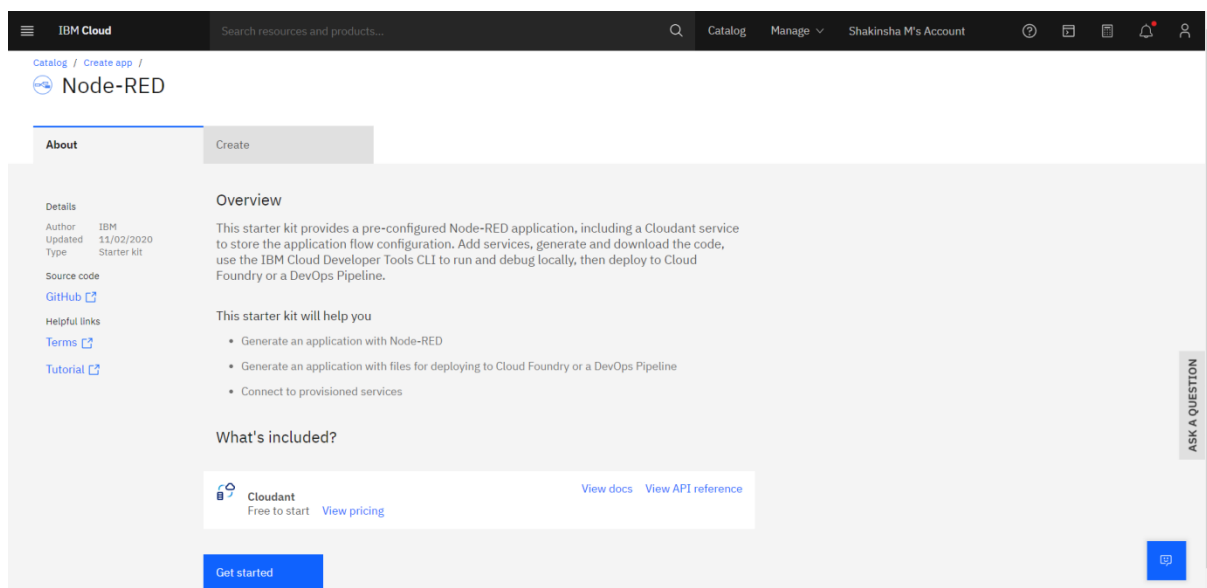 IBM Cloud
Search resources and products...
Catalog
Manage
Shakinsha M's Account
Catalog / Create app /
Node-RED
About
Create
Details
Author IBM
Updated 11/02/2020
Type Starter kit
Source code
GitHub
Helpful links
Terms
Tutorial
Overview
This starter kit provides a pre-configured Node-RED application, including a Cloudant service
to store the application flow configuration. Add services, generate and download the code,
use the IBM Cloud Developer Tools CLI to run and debug locally, then deploy to Cloud
Foundry or a DevOps Pipeline.
This starter kit will help you
• Generate an application with Node-RED
• Generate an application with files for deploying to Cloud Foundry or a DevOps Pipeline
• Connect to provisioned services
What's included?
Cloudant
Free to start View pricing
View docs View API reference
Get started
ASK A QUESTION